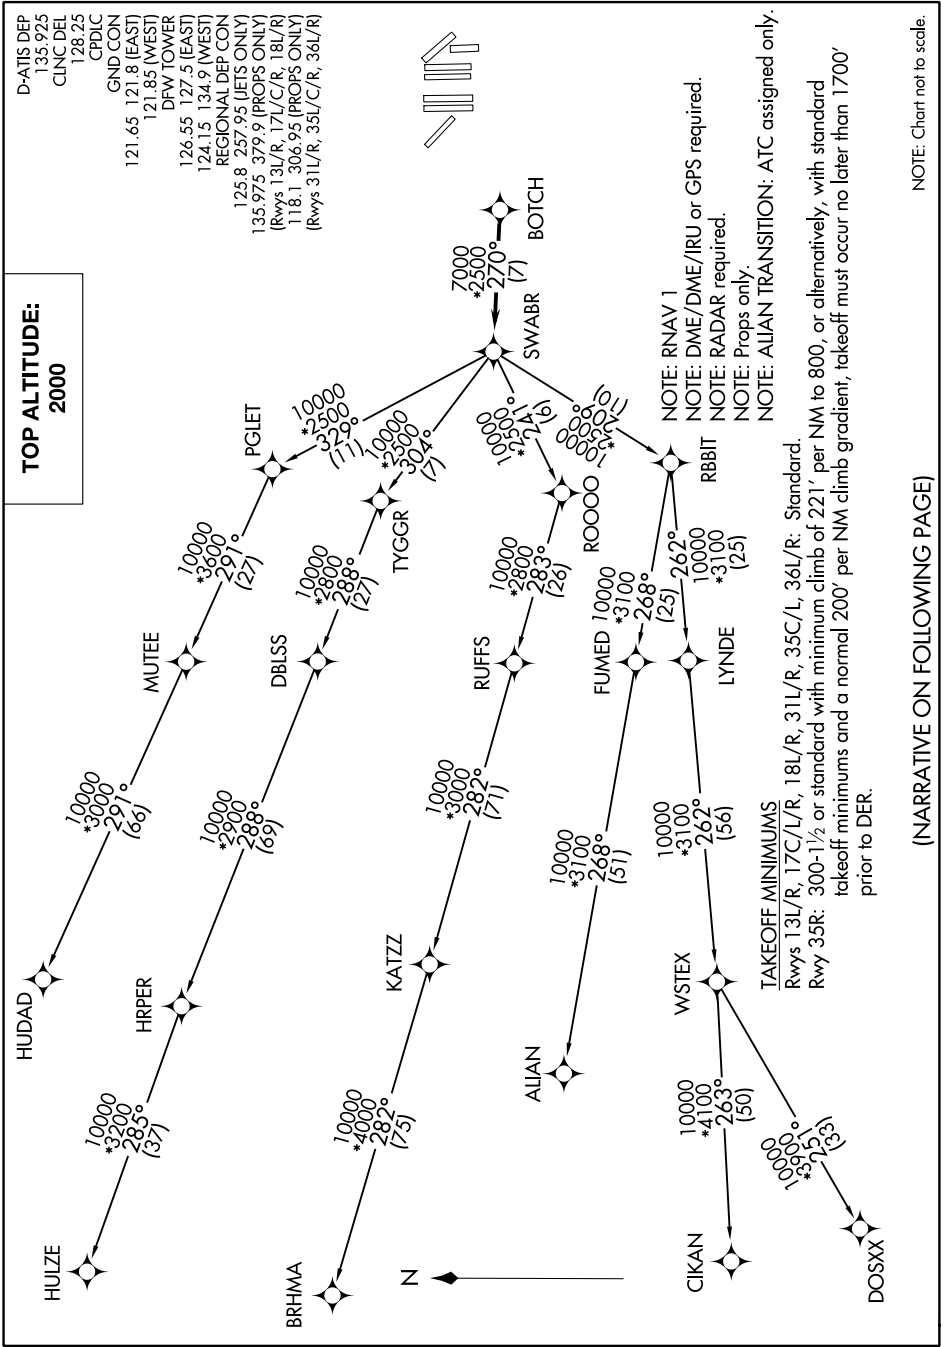 TOP ALTITUDE:
2000
D-ATIS DEP
135.925
CLNC DEL
128.25
CPDLC
GND CON
121.65 121.8 (EAST)
121.85 (WEST)
DFW TOWER
126.55 127.5 (EAST)
124.15 134.9 (WEST)
REGIONAL DEP CON
125.8 257.95 (JETS ONLY)
135.975 379.9 (PROPS ONLY)
(Rwys 13L/R, 17L/C/R, 18L/R)
118.1 306.95 (PROPS ONLY)
(Rwys 31L/R, 35L/C/R, 36L/R)
HUDAD
10000
*3000
291°
(66)
MUTEE
10000
*3600
291°
(27)
PGLET
10000
*2500
329°
(11)
HULZE
10000
*3200
285°
(37)
HRPER
10000
*2900
288°
(69)
DBLSS
10000
*2800
288°
(27)
TYGGR
10000
*2500
304°
(7)
BRHMA
10000
*4000
282°
(75)
KATZZ
10000
*3000
282°
(71)
RUFFS
10000
*2800
283°
(26)
ROOOO
10000
*2500
241°
(9)
SWABR
7000
*2500
270°
(7)
BOTCH
N
ALIAN
10000
*3100
268°
(51)
FUMED
10000
*3100
268°
(25)
RBBIT
10000
*2500
209°
(10)
CIKAN
10000
*4100
263°
(50)
WSTEX
10000
*3100
262°
(56)
LYNDE
262°
10000
*3100
(25)
DOSXX
10000
*3900
251°
(33)
NOTE: RNAV 1
NOTE: DME/DME/IRU or GPS required.
NOTE: RADAR required.
NOTE: Props only.
NOTE: ALIAN TRANSITION: ATC assigned only.
TAKEOFF MINIMUMS
Rwys 13L/R, 17C/L/R, 18L/R, 31L/R, 35C/L, 36L/R: Standard.
Rwy 35R: 300-1½ or standard with minimum climb of 221' per NM to 800, or alternatively, with standard
takeoff minimums and a normal 200' per NM climb gradient, takeoff must occur no later than 1700'
prior to DER.
NOTE: Chart not to scale.
(NARRATIVE ON FOLLOWING PAGE)